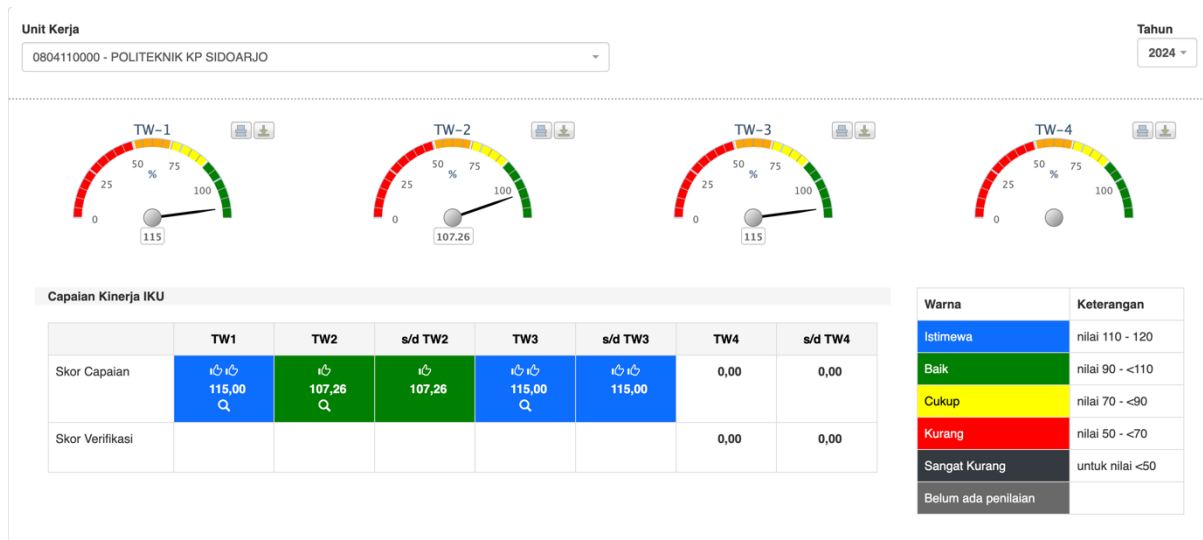 Unit Kerja
Tahun
0804110000 - POLITEKNIK KP SIDOARJO
2024
TW-1
0
25
50
75
100
%
115
TW-2
0
25
50
75
100
%
107.26
TW-3
0
25
50
75
100
%
115
TW-4
0
25
50
75
100
%
Capaian Kinerja IKU
TW1 TW2 s/d TW2 TW3 s/d TW3 TW4 s/d TW4
Skor Capaian 115,00 107,26 107,26 115,00 115,00 0,00 0,00
Skor Verifikasi 0,00 0,00
Warna Keterangan
Istimewa nilai 110 - 120
Baik nilai 90 - <110
Cukup nilai 70 - <90
Kurang nilai 50 - <70
Sangat Kurang untuk nilai <50
Belum ada penilaian